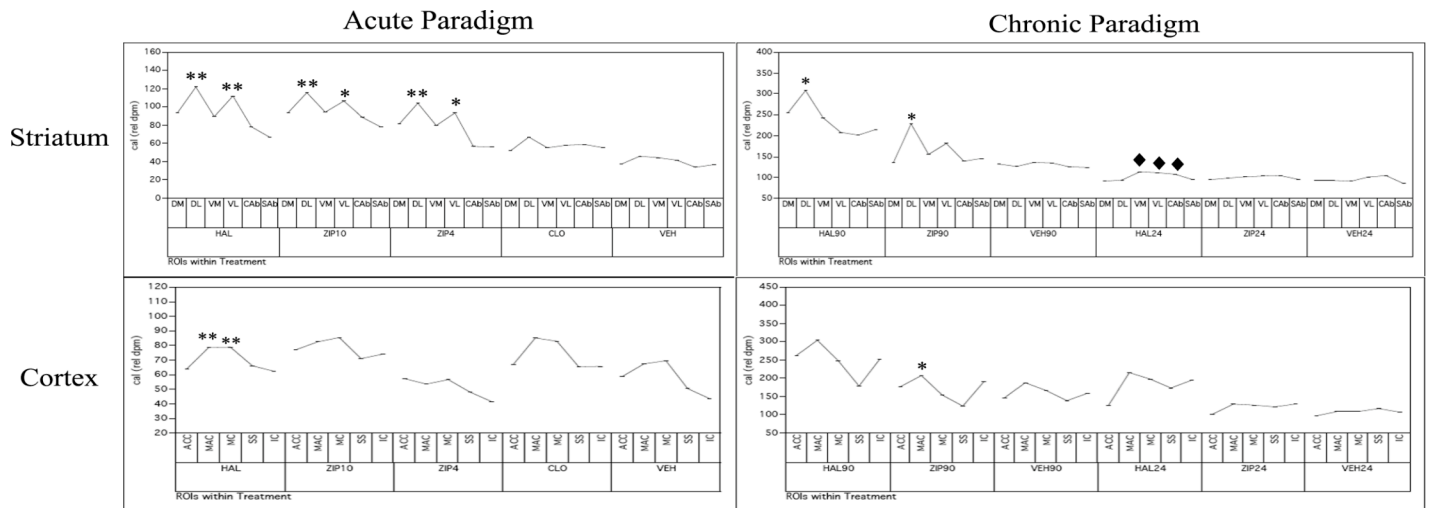 Acute Paradigm
Chronic Paradigm
Striatum
cal (rel dpm)
160
140
120
100
80
60
40
20
0
** ** ** * ** *
DM DL VM VL CAb SAb DM DL VM VL CAb SAb DM DL VM VL CAb SAb DM DL VM VL CAb SAb DM DL VM VL CAb SAb
HAL ZIP10 ZIP4 CLO VEH
ROIs within Treatment
cal (rel dpm)
400
350
300
250
200
150
100
50
* * ◆ ◆ ◆
DM DL VM VL CAb SAb DM DL VM VL CAb SAb DM DL VM VL CAb SAb DM DL VM VL CAb SAb DM DL VM VL CAb SAb DM DL VM VL CAb SAb
HAL90 ZIP90 VEH90 HAL24 ZIP24 VEH24
ROIs within Treatment
Cortex
cal (rel dpm)
120
110
100
90
80
70
60
50
40
30
20
** **
ACC MAC MC SS IC ACC MAC MC SS IC ACC MAC MC SS IC ACC MAC MC SS IC ACC MAC MC SS IC
HAL ZIP10 ZIP4 CLO VEH
ROIs within Treatment
cal (rel dpm)
450
400
350
300
250
200
150
100
50
*
ACC MAC MC SS IC ACC MAC MC SS IC ACC MAC MC SS IC ACC MAC MC SS IC ACC MAC MC SS IC ACC MAC MC SS IC
HAL90 ZIP90 VEH90 HAL24 ZIP24 VEH24
ROIs within Treatment